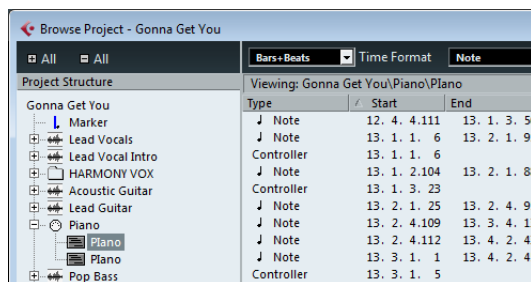 Browse Project - Gonna Get You
All All
Bars+Beats Time Format Note
Project Structure
Viewing: Gonna Get You\Piano\PIano
Gonna Get You
Marker
Lead Vocals
Lead Vocal Intro
HARMONY VOX
Acoustic Guitar
Lead Guitar
Piano
PIano
PIano
Pop Bass
Type Start End
Note 12. 4. 4.111 13. 1. 3. 5
Note 13. 1. 1. 6 13. 2. 1. 9
Controller 13. 1. 1. 6
Note 13. 1. 2.104 13. 2. 1. 8
Controller 13. 1. 3. 23
Note 13. 2. 1. 25 13. 2. 4. 9
Note 13. 2. 4.109 13. 3. 4. 1
Note 13. 2. 4.112 13. 4. 2. 4
Note 13. 3. 1. 1 13. 4. 2. 4
Controller 13. 3. 1. 5